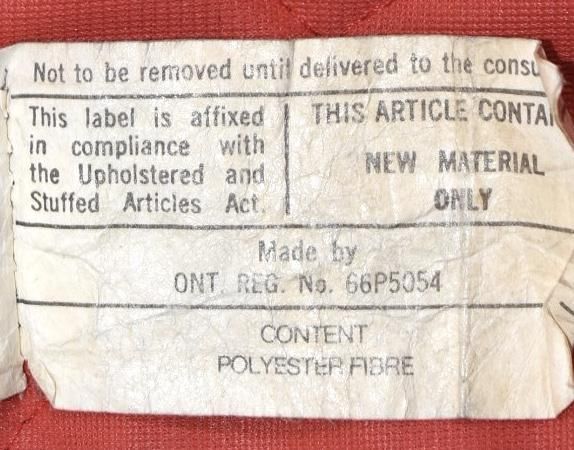 Not to be removed until delivered to the consu
This label is affixed
in compliance with
the Upholstered and
Stuffed Articles Act.
THIS ARTICLE CONTAI
NEW MATERIAL
ONLY
Made by
ONT. REG. No. 66P5054
CONTENT
POLYESTER FIBRE